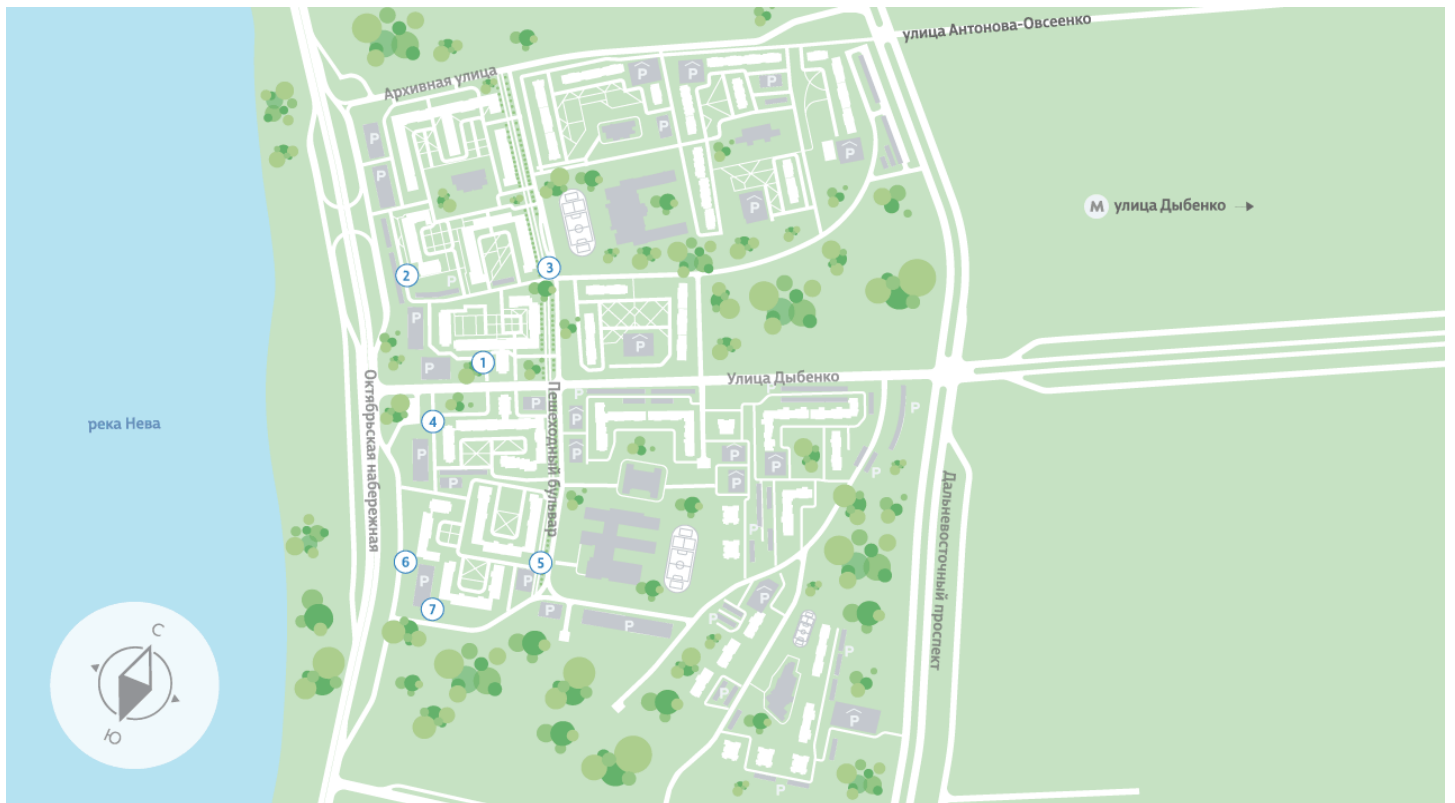 улица Антонова-Овсеенко
Архивная улица
P
P
P
P
P
P
P
P
М улица Дыбенко
2
3
P
P
1
P
P
Октябрьская набережная
Улица Дыбенко
P
Пешеходный бульвар
река Нева
4
P
P
P
P
P
P
P
P
P
P
P
Дальневосточный проспект
P
6
5
P
P
7
P
P
P
P
P
P
P
P
P
С
Ю